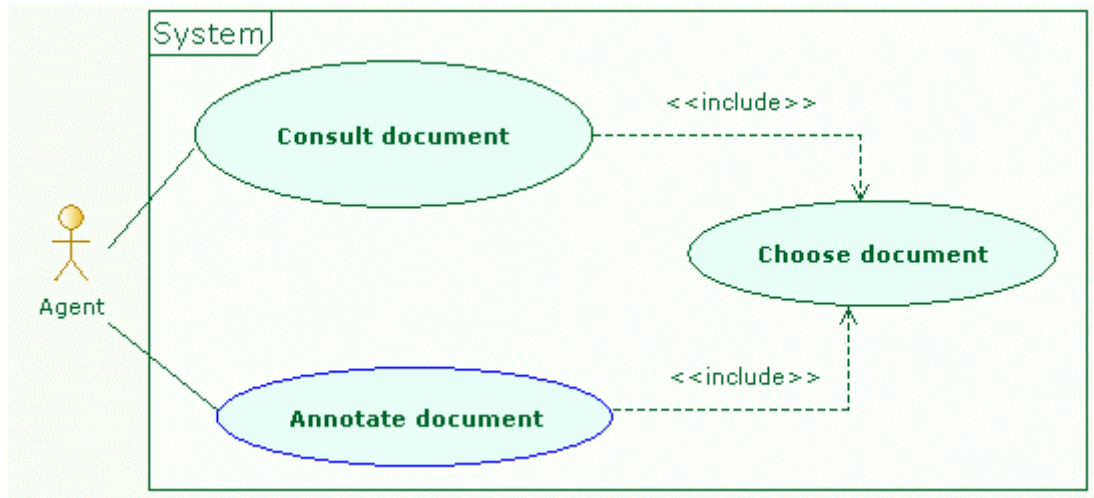 System
Consult document
<<include>>
Choose document
Agent
<<include>>
Annotate document